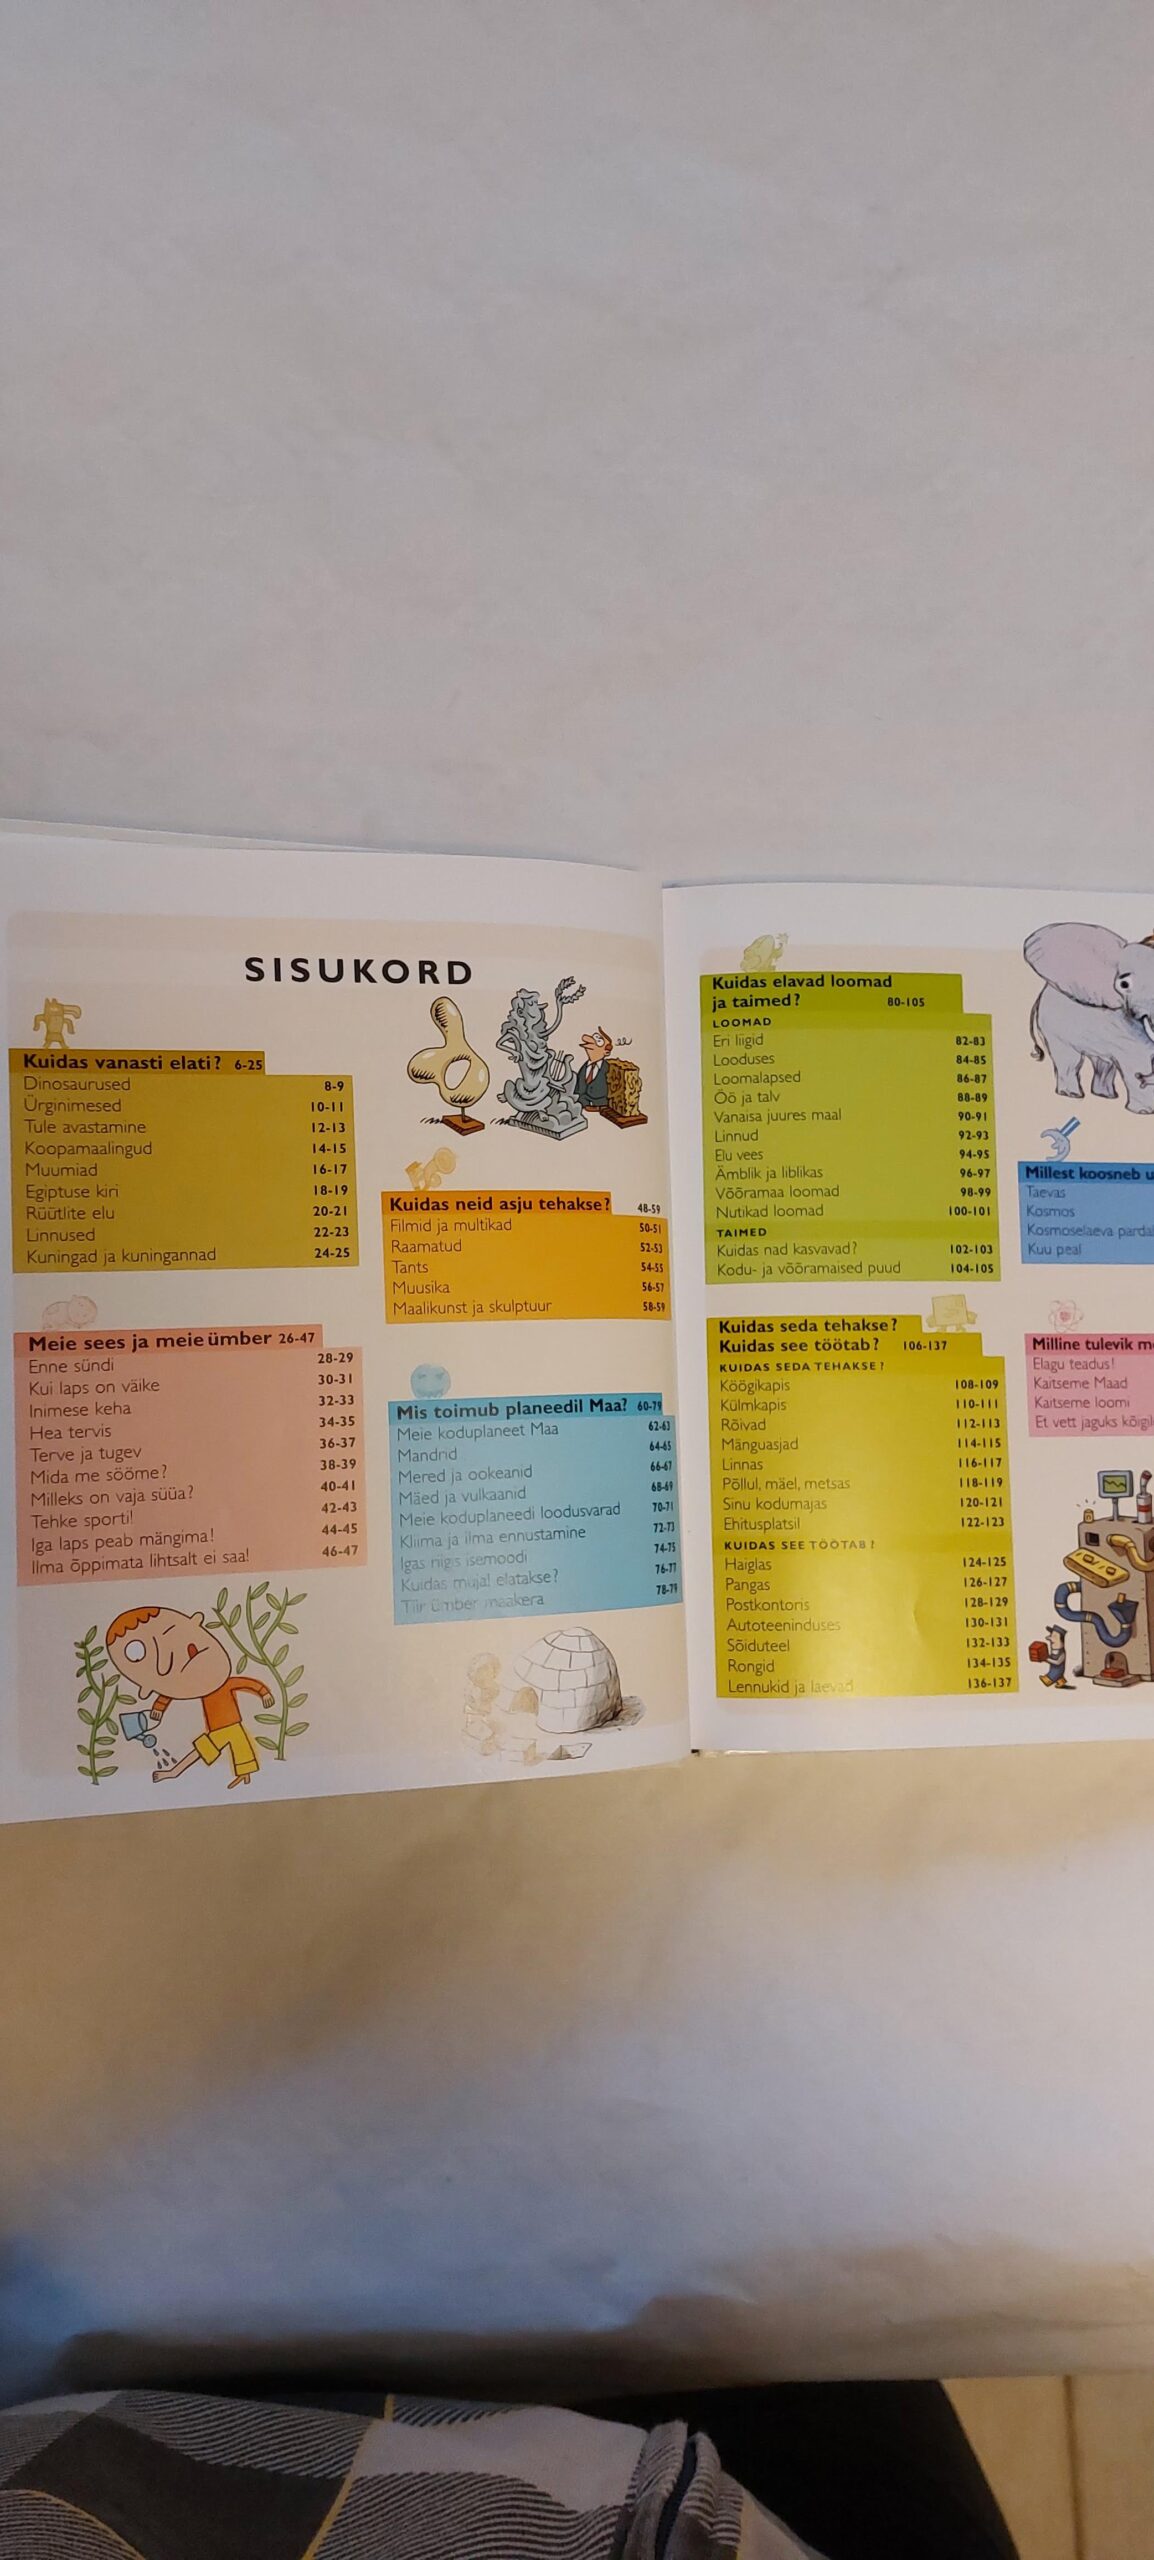 SISUKORD
Kuidas vanasti elati? 6-25
Dinosaurused 8-9
Ürginimesed 10-11
Tule avastamine 12-13
Koopamaalingud 14-15
Muumiad 16-17
Egiptuse kiri 18-19
Rüütlite elu 20-21
Linnused 22-23
Kuningad ja kuningannad 24-25
Meie sees ja meie ümber 26-47
Enne sündi 28-29
Kui laps on väike 30-31
Inimese keha 32-33
Hea tervis 34-35
Terve ja tugev 36-37
Mida me sööme? 38-39
Milleks on vaja süüa? 40-41
Tehke sporti! 42-43
Iga laps peab mängima! 44-45
Ilma õppimata lihtsalt ei saa! 46-47
Kuidas neid asju tehakse? 48-59
Filmid ja multikad 50-51
Raamatud 52-53
Tants 54-55
Muusika 56-57
Maalikunst ja skulptuur 58-59
Mis toimub planeedil Maa? 60-79
Meie koduplaneet Maa 62-63
Mandrid 64-65
Mered ja ookeanid 66-67
Mäed ja vulkaanid 68-69
Meie koduplaneedi loodusvarad 70-71
Kliima ja ilma ennustamine 72-73
Igas riigis isemoodi 74-75
Kuidas mujal elatakse? 76-77
Tiir ümber maakera 78-79
Kuidas elavad loomad
ja taimed? 80-105
LOOMAD
Eri liigid 82-83
Looduses 84-85
Loomalapsed 86-87
Öö ja talv 88-89
Vanaisa juures maal 90-91
Linnud 92-93
Elu vees 94-95
Ämblik ja liblikas 96-97
Võõramaa loomad 98-99
Nutikad loomad 100-101
TAIMED
Kuidas nad kasvavad? 102-103
Kodu- ja võõramaised puud 104-105
Kuidas seda tehakse?
Kuidas see töötab? 106-137
KUIDAS SEDA TEHAKSE?
Köögikapis 108-109
Külmkapis 110-111
Rõivad 112-113
Mänguasjad 114-115
Linnas 116-117
Põllul, mäel, metsas 118-119
Sinu kodumajas 120-121
Ehitusplatsil 122-123
KUIDAS SEE TÖÖTAB?
Haiglas 124-125
Pangas 126-127
Postkontoris 128-129
Autoteeninduses 130-131
Sõiduteel 132-133
Rongid 134-135
Lennukid ja laevad 136-137
Millest koosneb u
Taevas
Kosmos
Kosmoselaeva pardal
Kuu peal
Milline tulevik m
Elagu teadus!
Kaitseme Maad
Kaitseme loomi
Et vett jaguks kõigil